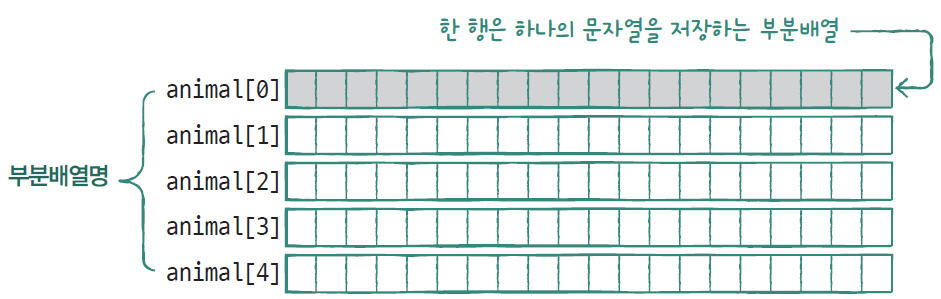 한 행은 하나의 문자열을 저장하는 부분배열
animal[0]
animal[1]
부분배열명
animal[2]
animal[3]
animal[4]